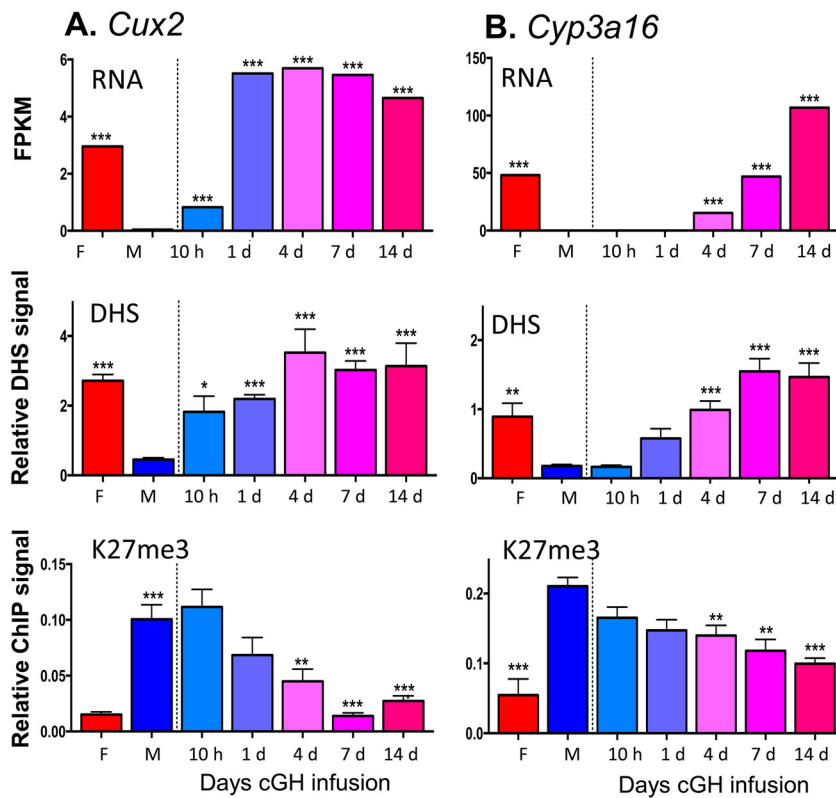 A. Cux2
RNA
FPKM
6
4
2
0
***
***
***
***
***
***
F M 10 h 1 d 4 d 7 d 14 d
DHS
Relative DHS signal
4
2
0
***
*
***
***
***
***
F M 10 h 1 d 4 d 7 d 14 d
K27me3
Relative ChIP signal
0.15
0.10
0.05
0.00
***
**
***
***
F M 10 h 1 d 4 d 7 d 14 d
Days cGH infusion
B. Cyp3a16
RNA
150
100
50
0
***
***
***
***
F M 10 h 1 d 4 d 7 d 14 d
DHS
2
1
0
**
***
***
***
F M 10 h 1 d 4 d 7 d 14 d
K27me3
0.2
0.1
0.0
***
**
**
***
F M 10 h 1 d 4 d 7 d 14 d
Days cGH infusion